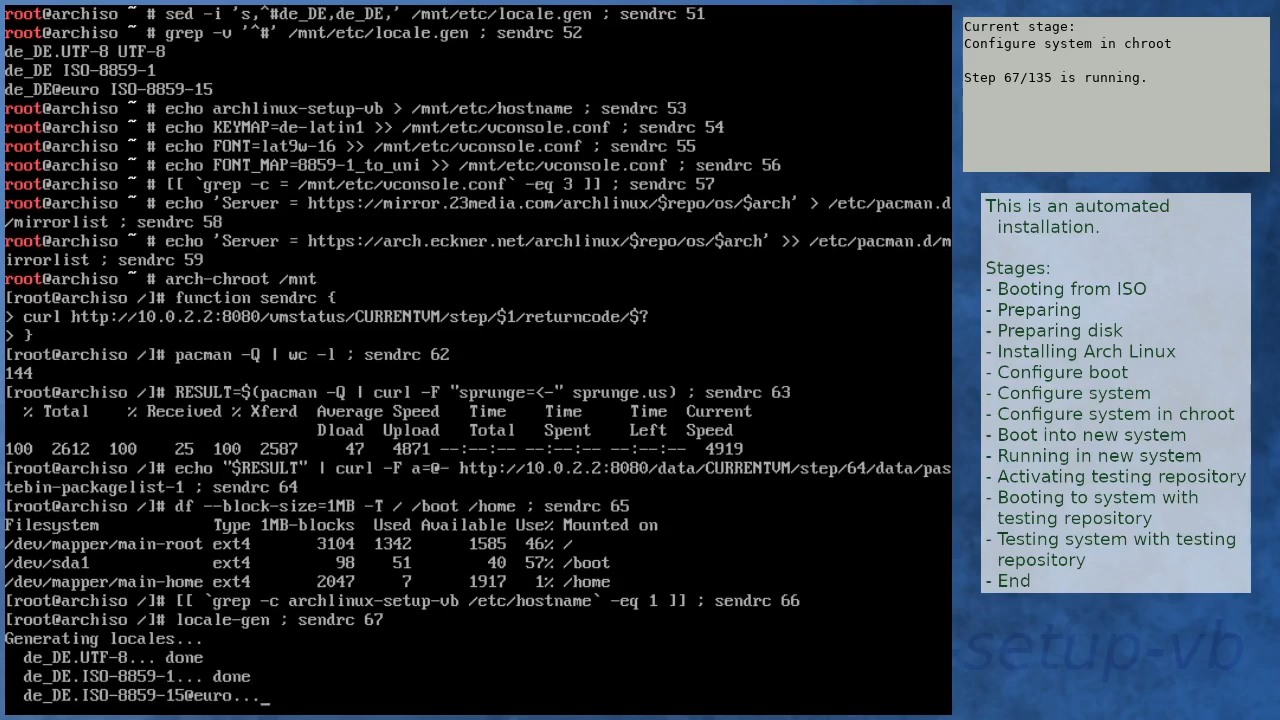 root@archiso ~ # sed -i 's,^#de_DE,de_DE,' /mnt/etc/locale.gen ; sendrc 51
root@archiso ~ # grep -v '^#' /mnt/etc/locale.gen ; sendrc 52
de_DE.UTF-8 UTF-8
de_DE ISO-8859-1
de_DE@euro ISO-8859-15
root@archiso ~ # echo archlinux-setup-vb > /mnt/etc/hostname ; sendrc 53
root@archiso ~ # echo KEYMAP=de-latin1 >> /mnt/etc/vconsole.conf ; sendrc 54
root@archiso ~ # echo FONT=lat9w-16 >> /mnt/etc/vconsole.conf ; sendrc 55
root@archiso ~ # echo FONT_MAP=8859-1_to_uni >> /mnt/etc/vconsole.conf ; sendrc 56
root@archiso ~ # [[ `grep -c = /mnt/etc/vconsole.conf` -eq 3 ]] ; sendrc 57
root@archiso ~ # echo 'Server = https://mirror.23media.com/archlinux/$repo/os/$arch' > /etc/pacman.d
/mirrorlist ; sendrc 58
root@archiso ~ # echo 'Server = https://arch.eckner.net/archlinux/$repo/os/$arch' >> /etc/pacman.d/m
irrorlist ; sendrc 59
root@archiso ~ # arch-chroot /mnt
[root@archiso /]# function sendrc {
> curl http://10.0.2.2:8080/vmstatus/CURRENTVM/step/$1/returncode/$?
> }
[root@archiso /]# pacman -Q | wc -l ; sendrc 62
144
[root@archiso /]# RESULT=$(pacman -Q | curl -F "sprunge=<-" sprunge.us) ; sendrc 63
  % Total    % Received % Xferd  Average Speed   Time    Time     Time  Current
                                 Dload  Upload   Total   Spent    Left  Speed
100  2612  100    25  100  2587     47   4871 --:--:-- --:--:-- --:--:--  4919
[root@archiso /]# echo "$RESULT" | curl -F a=@- http://10.0.2.2:8080/data/CURRENTVM/step/64/data/pas
tebin-packagelist-1 ; sendrc 64
[root@archiso /]# df --block-size=1MB -T / /boot /home ; sendrc 65
Filesystem            Type 1MB-blocks  Used Available Use% Mounted on
/dev/mapper/main-root ext4       3104  1342      1585  46% /
/dev/sda1             ext4         98    51        40  57% /boot
/dev/mapper/main-home ext4       2047     7      1917   1% /home
[root@archiso /]# [[ `grep -c archlinux-setup-vb /etc/hostname` -eq 1 ]] ; sendrc 66
[root@archiso /]# locale-gen ; sendrc 67
Generating locales...
  de_DE.UTF-8... done
  de_DE.ISO-8859-1... done
  de_DE.ISO-8859-15@euro..._
Current stage:
Configure system in chroot
Step 67/135 is running.
This is an automated
installation.
Stages:
- Booting from ISO
- Preparing
- Preparing disk
- Installing Arch Linux
- Configure boot
- Configure system
- Configure system in chroot
- Boot into new system
- Running in new system
- Activating testing repository
- Booting to system with
testing repository
- Testing system with testing
repository
- End
-setup-vb